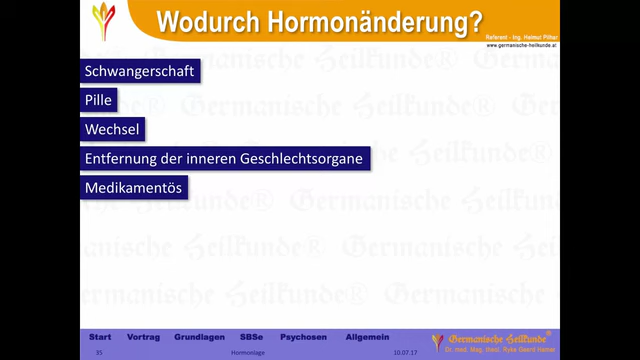 Wodurch Hormonänderung?
Referent - Ing. Helmut Pilhar
www.germanische-heilkunde.at
Schwangerschaft
Pille
Wechsel
Entfernung der inneren Geschlechtsorgane
Medikamentös
Germanische Heilkunde®
Start Vortrag Grundlagen SBSe Psychosen Allgemein
Germanische Heilkunde®
Dr. med. Mag. theol. Ryke Geerd Hamer
35 Hormonlage 10.07.17